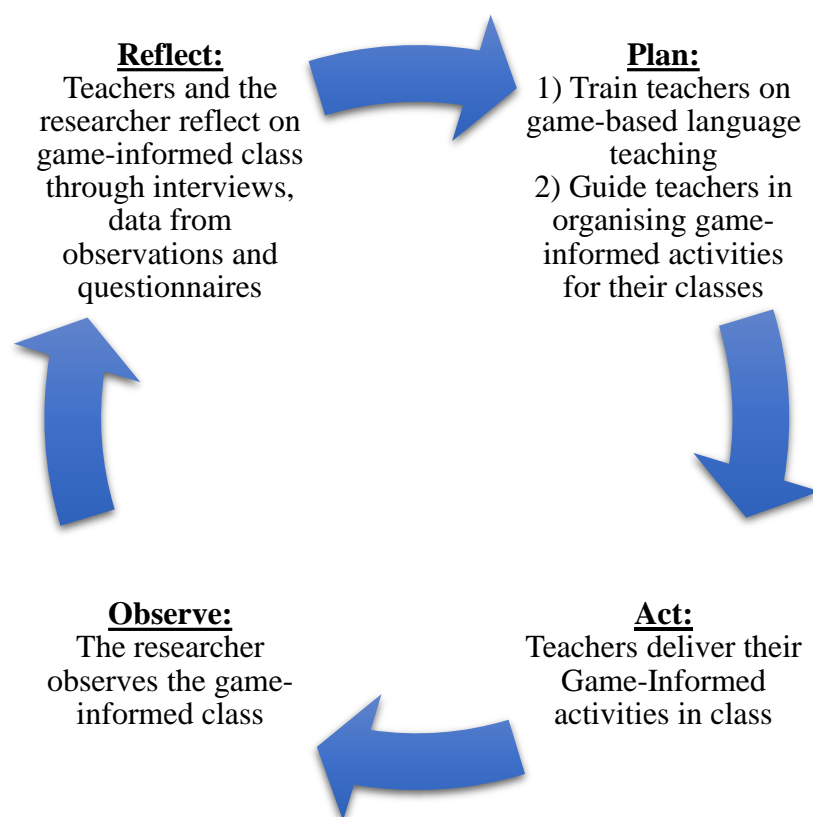 Reflect:
Teachers and the
researcher reflect on
game-informed class
through interviews,
data from
observations and
questionnaires
Plan:
1) Train teachers on
game-based language
teaching
2) Guide teachers in
organising game-
informed activities
for their classes
Observe:
The researcher
observes the game-
informed class
Act:
Teachers deliver their
Game-Informed
activities in class